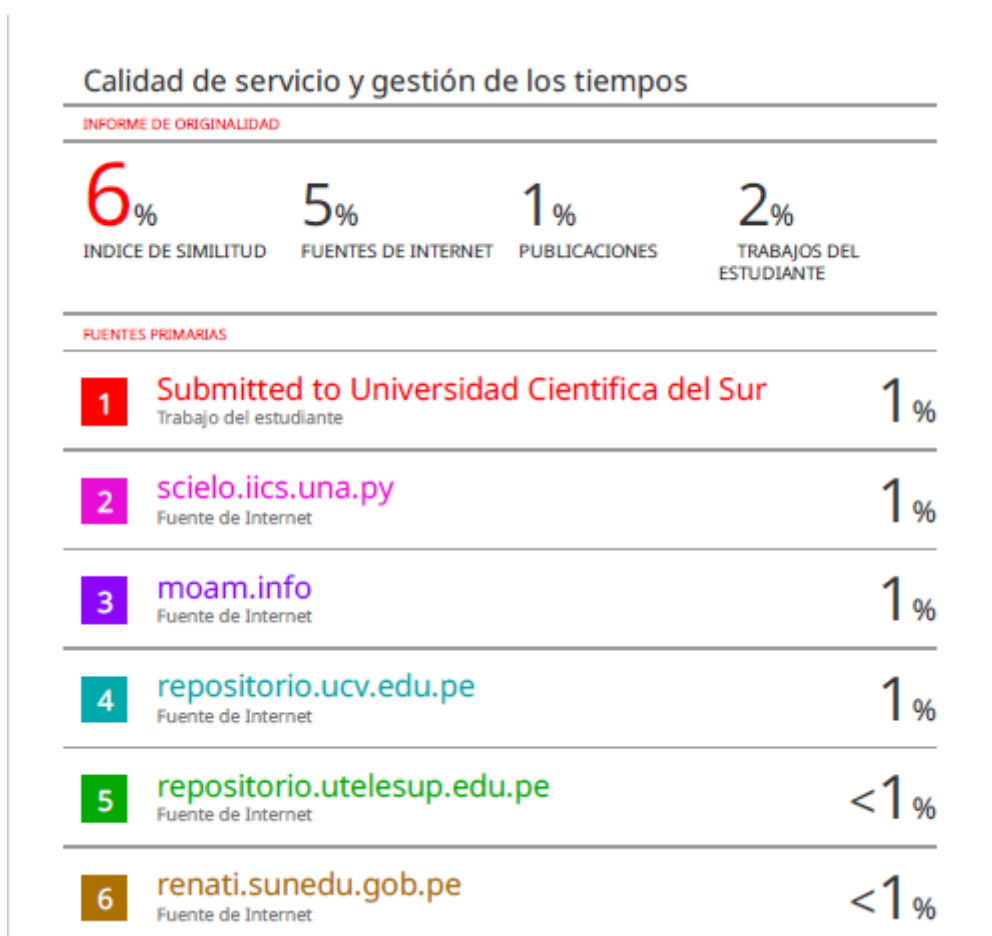 Calidad de servicio y gestión de los tiempos
INFORME DE ORIGINALIDAD
6%
5%
1%
2%
INDICE DE SIMILITUD
FUENTES DE INTERNET
PUBLICACIONES
TRABAJOS DEL
ESTUDIANTE
FUENTES PRIMARIAS
1
Submitted to Universidad Cientifica del Sur
Trabajo del estudiante
1%
2
scielo.iics.una.py
Fuente de Internet
1%
3
moam.info
Fuente de Internet
1%
4
repositorio.ucv.edu.pe
Fuente de Internet
1%
5
repositorio.utelesup.edu.pe
Fuente de Internet
<1%
6
renati.sunedu.gob.pe
Fuente de Internet
<1%